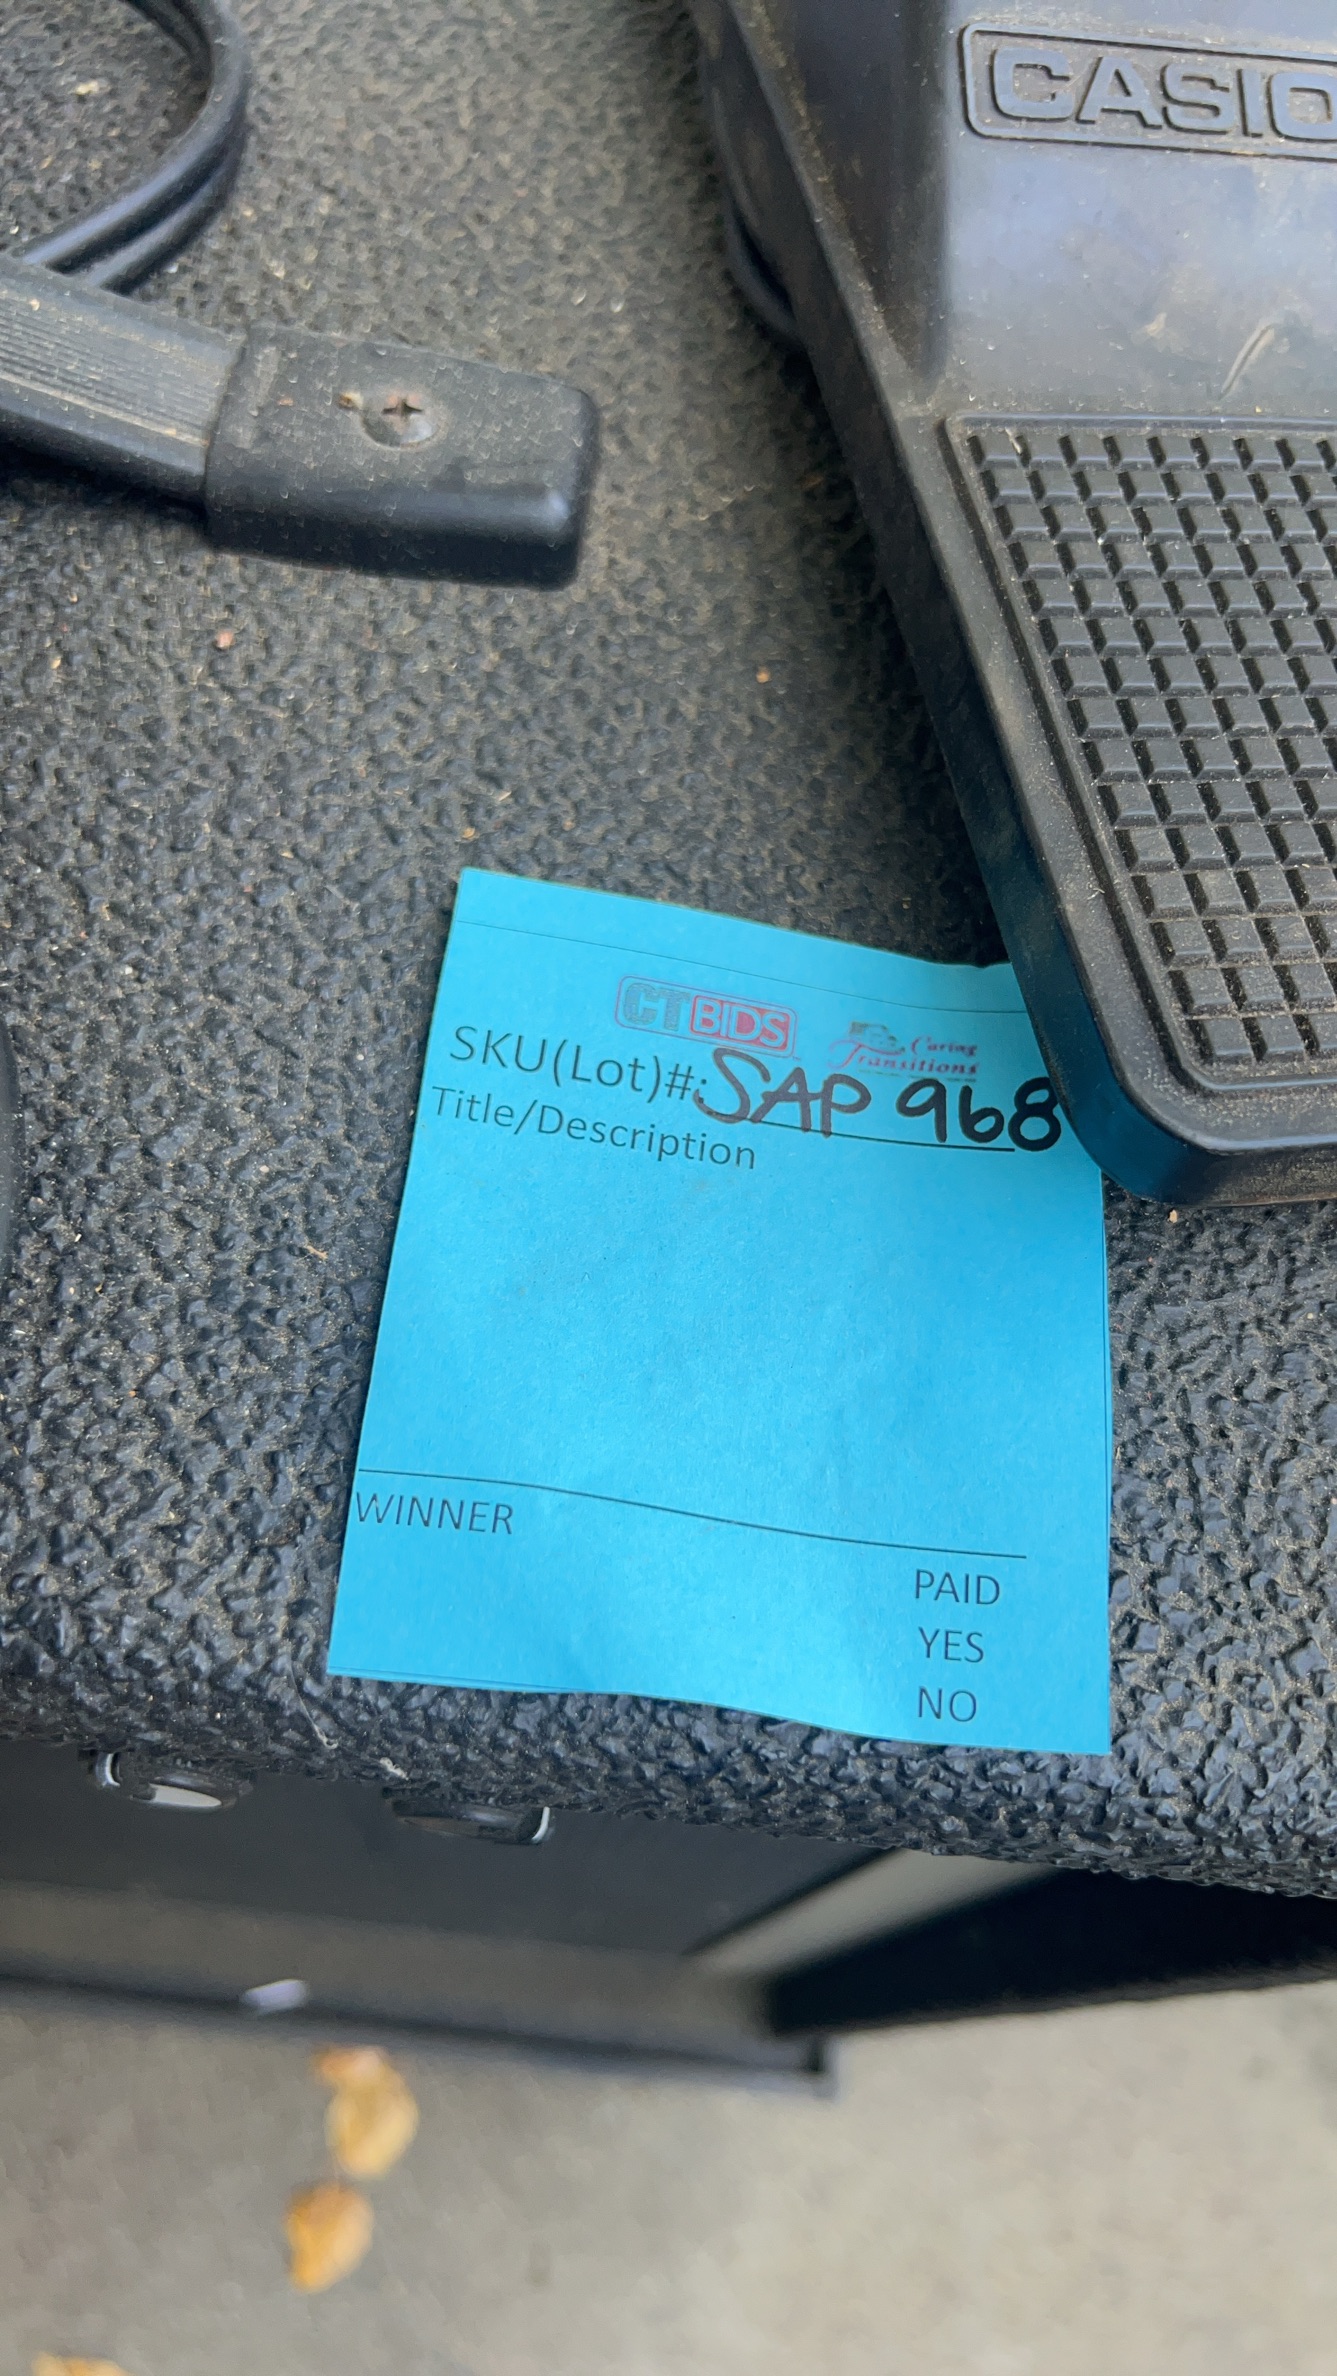 CASIO
CTBIDS
Caring
Transitions
SKU(Lot)#: SAP 968
Title/Description
WINNER
PAID
YES
NO